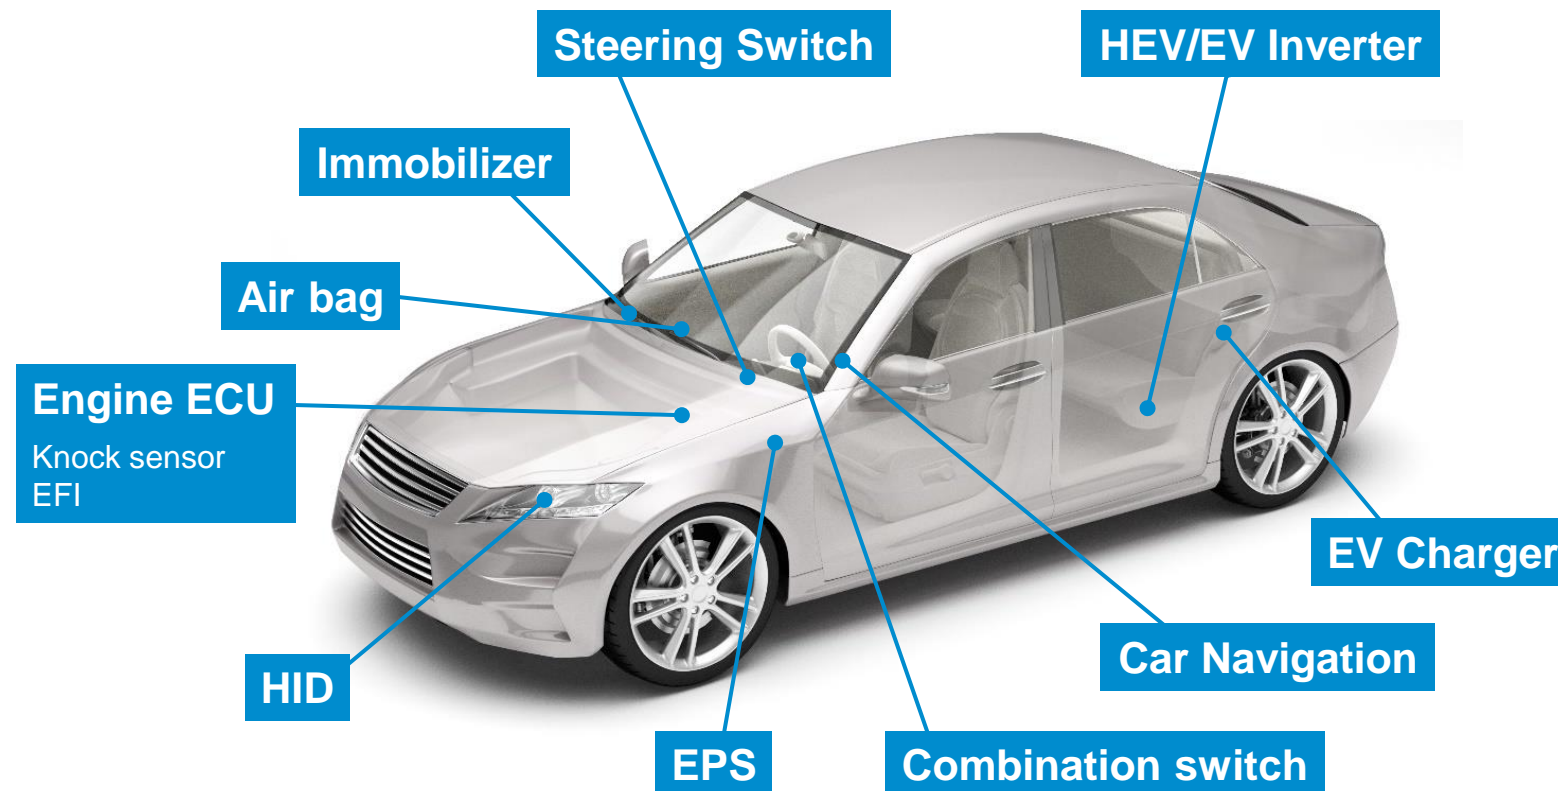 Steering Switch
HEV/EV Inverter
Immobilizer
Air bag
Engine ECU
Knock sensor
EFI
EV Charger
Car Navigation
HID
EPS
Combination switch